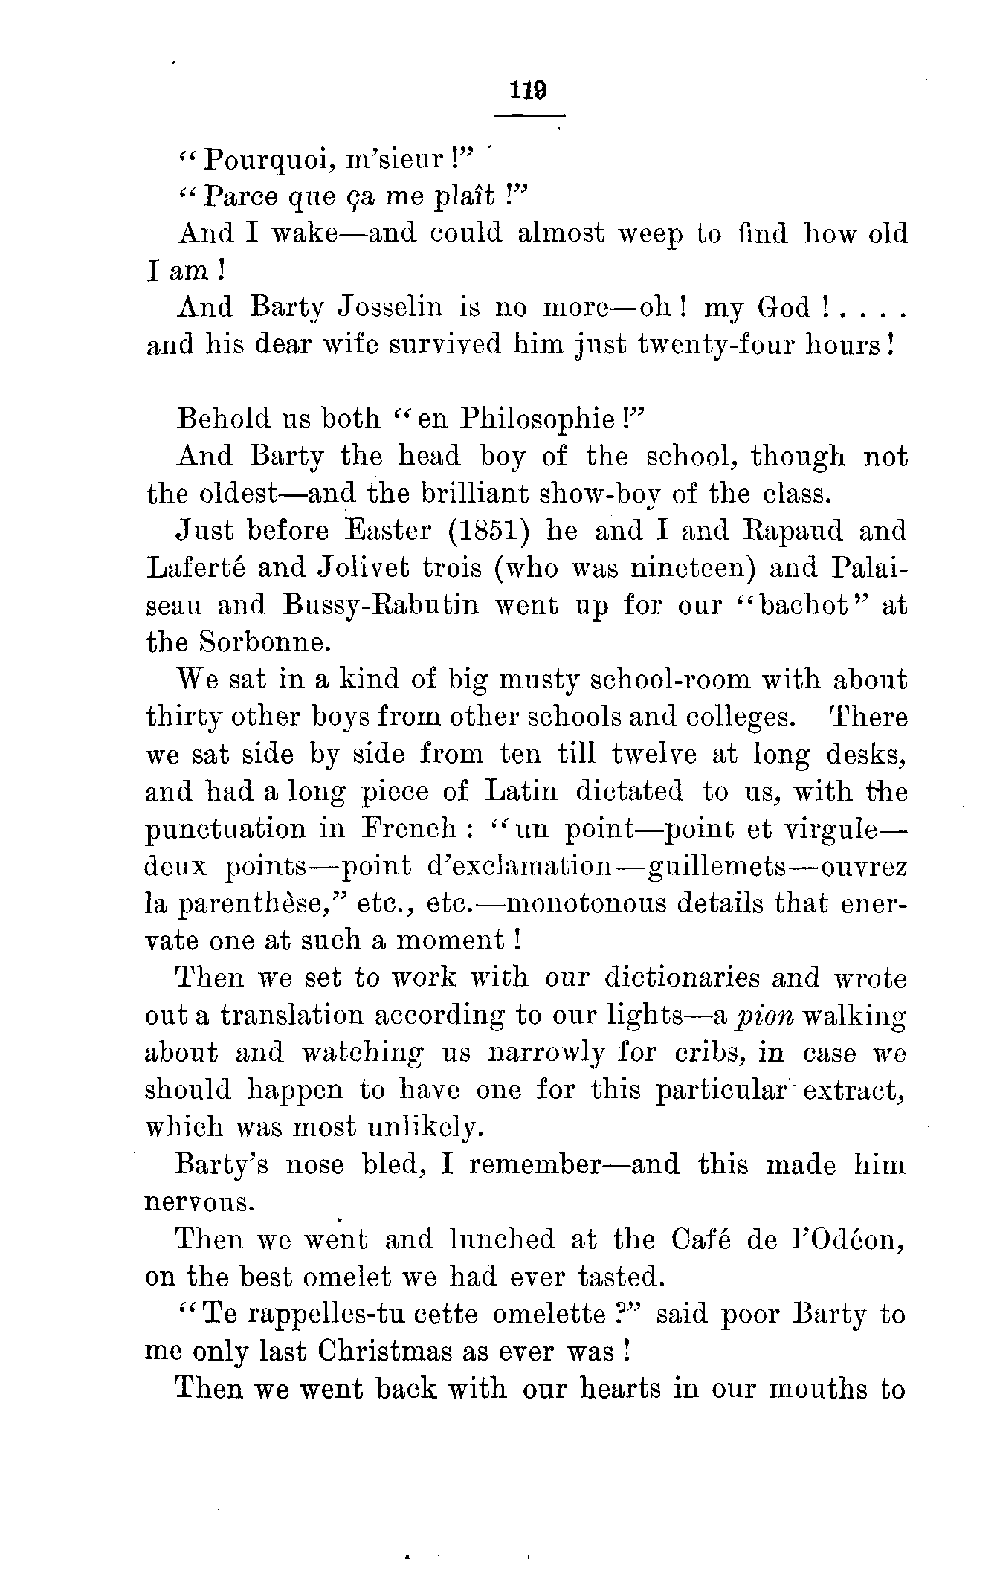 119
“Pourquoi, m’sieur !”
“Parce que ça me plaît !”
And I wake—and could almost weep to find how old
I am !
And Barty Josselin is no more—oh ! my God ! . . . .
and his dear wife survived him just twenty-four hours !
Behold us both “en Philosophie !”
And Barty the head boy of the school, though not
the oldest—and the brilliant show-boy of the class.
Just before Easter (1851) he and I and Rapaud and
Laferté and Jolivet trois (who was nineteen) and Palai-
seau and Bussy-Rabutin went up for our “bachot” at
the Sorbonne.
We sat in a kind of big musty school-room with about
thirty other boys from other schools and colleges. There
we sat side by side from ten till twelve at long desks,
and had a long piece of Latin dictated to us, with the
punctuation in French : “un point—point et virgule—
deux points—point d’exclamation—guillemets—ouvrez
la parenthèse,” etc., etc.—monotonous details that ener-
vate one at such a moment !
Then we set to work with our dictionaries and wrote
out a translation according to our lights—a pion walking
about and watching us narrowly for cribs, in case we
should happen to have one for this particular extract,
which was most unlikely.
Barty’s nose bled, I remember—and this made him
nervous.
Then we went and lunched at the Café de l’Odéon,
on the best omelet we had ever tasted.
“Te rappelles-tu cette omelette ?” said poor Barty to
me only last Christmas as ever was !
Then we went back with our hearts in our mouths to